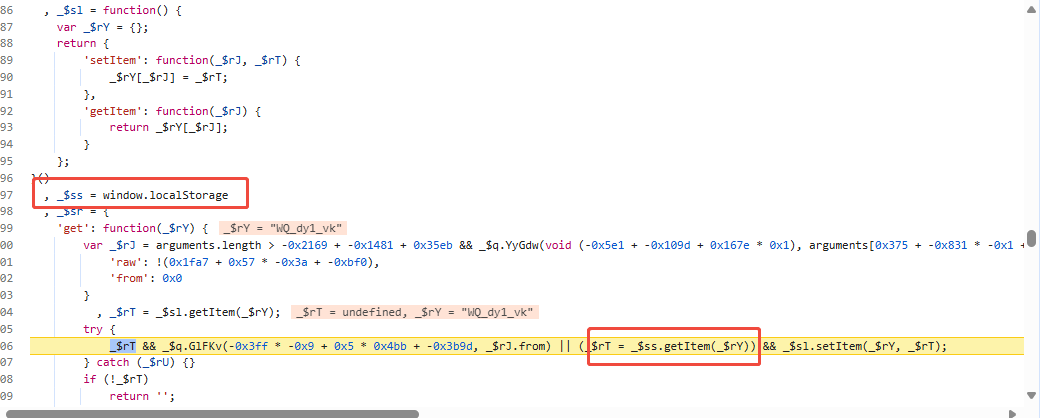 86 , _$sl = function() {
87 var _$rY = {};
88 return {
89 'setItem': function(_$rJ, _$rT) {
90 _$rY[_$rJ] = _$rT;
91 },
92 'getItem': function(_$rJ) {
93 return _$rY[_$rJ];
94 }
95 };
96 }()
97 , _$ss = window.localStorage
98 , _$sr = {
99 'get': function(_$rY) { _$rY = "WQ_dy1_vk"
00 var _$rJ = arguments.length > -0x2169 + -0x1481 + 0x35eb && _$q.YyGdw(void (-0x5e1 + -0x109d + 0x167e * 0x1), arguments[0x375 + -0x831 * -0x1 +
01 'raw': !(0x1fa7 + 0x57 * -0x3a + -0xbf0),
02 'from': 0x0
03 }
04 , _$rT = _$sl.getItem(_$rY); _$rT = undefined, _$rY = "WQ_dy1_vk"
05 try {
06 _$rT && _$q.GlFKv(-0x3ff * -0x9 + 0x5 * 0x4bb + -0x3b9d, _$rJ.from) || (_$rT = _$ss.getItem(_$rY)) && _$sl.setItem(_$rY, _$rT);
07 } catch (_$rU) {}
08 if (!_$rT)
09 return '';